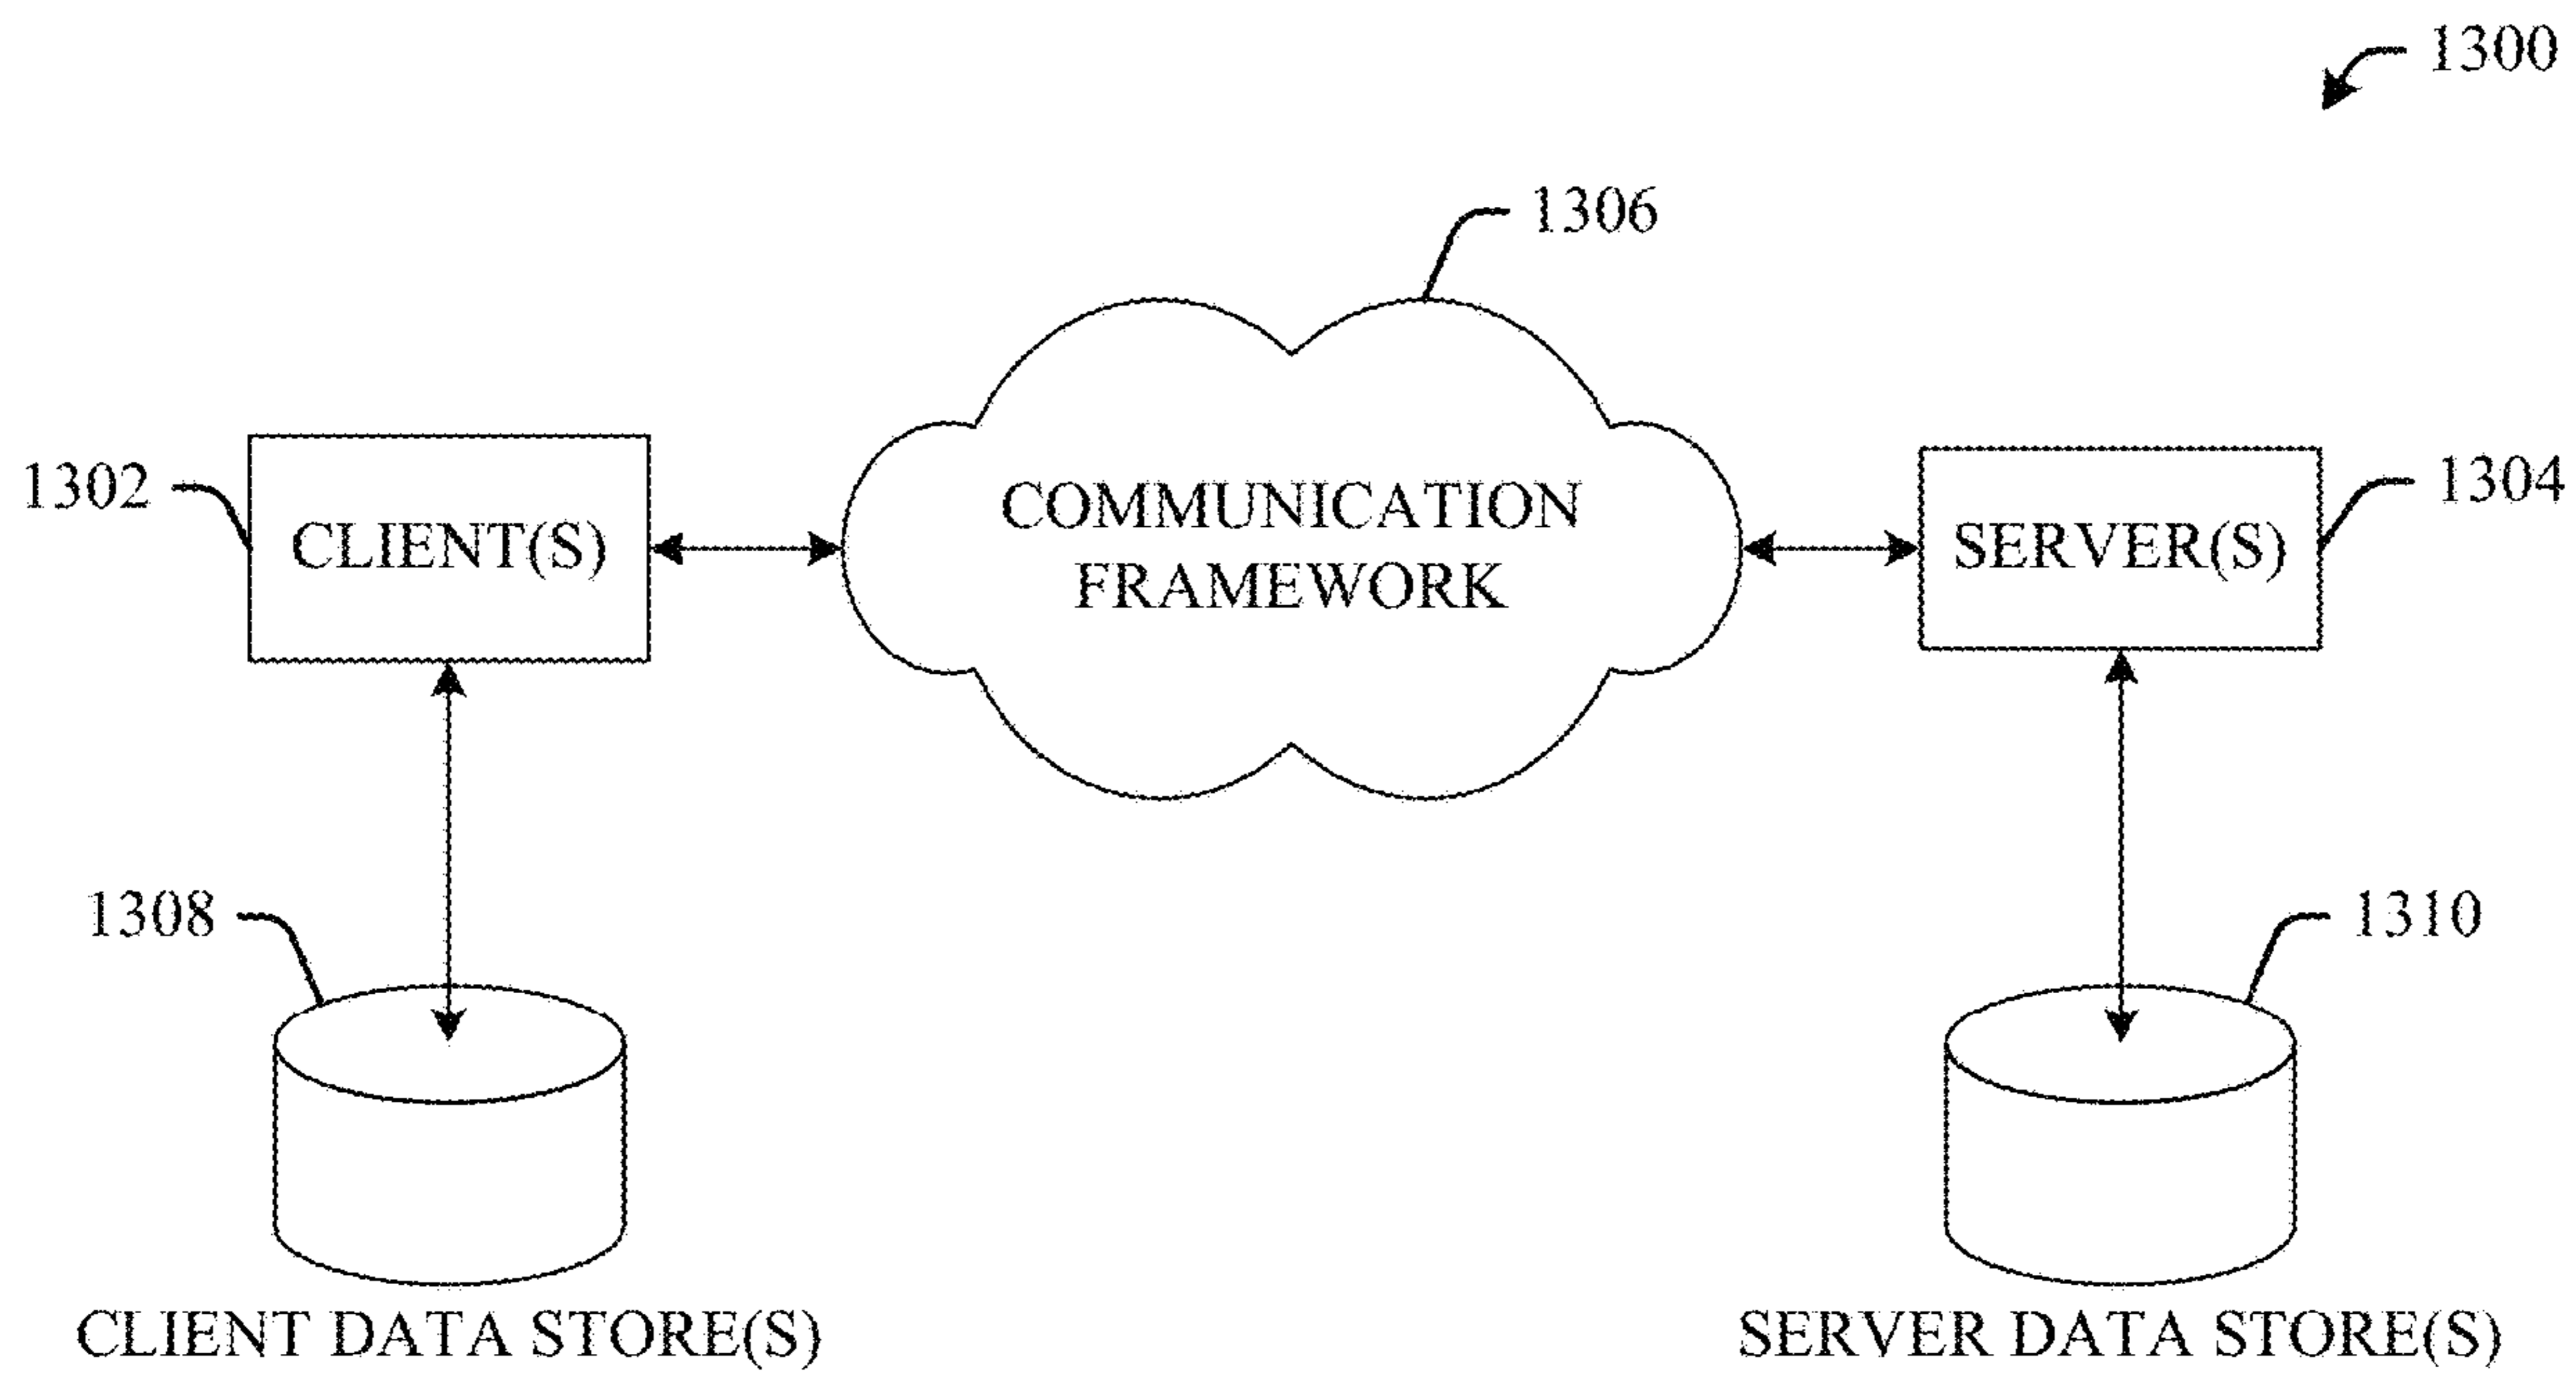 1300
1306
1302
CLIENT(S)
COMMUNICATION
FRAMEWORK
SERVER(S)
1304
1308
1310
CLIENT DATA STORE(S)
SERVER DATA STORE(S)